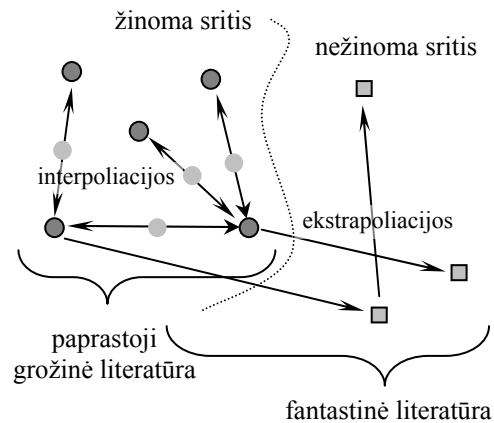 žinoma sritis
nežinoma sritis
interpoliacijos
ekstrapoliacijos
paprastoji
grožinė literatūra
fantastinė literatūra